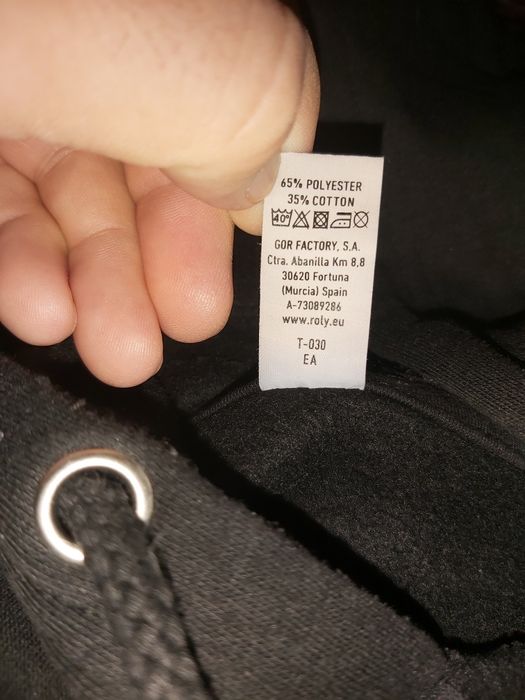 65% POLYESTER
35% COTTON
40°
GOR FACTORY, S.A.
Ctra. Abanilla Km 8,8
30620 Fortuna
(Murcia) Spain
A-73089286
www.roly.eu
T-030
EA